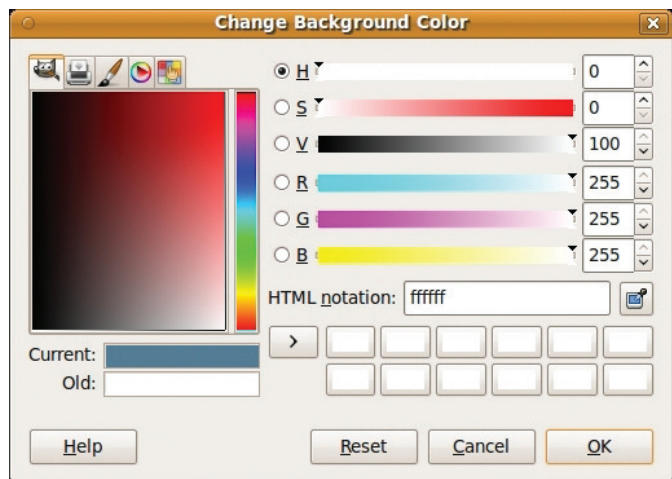 Change Background Color
H 0
S 0
V 100
R 255
G 255
B 255
HTML notation: ffffff
>
Current:
Old:
Help Reset Cancel OK